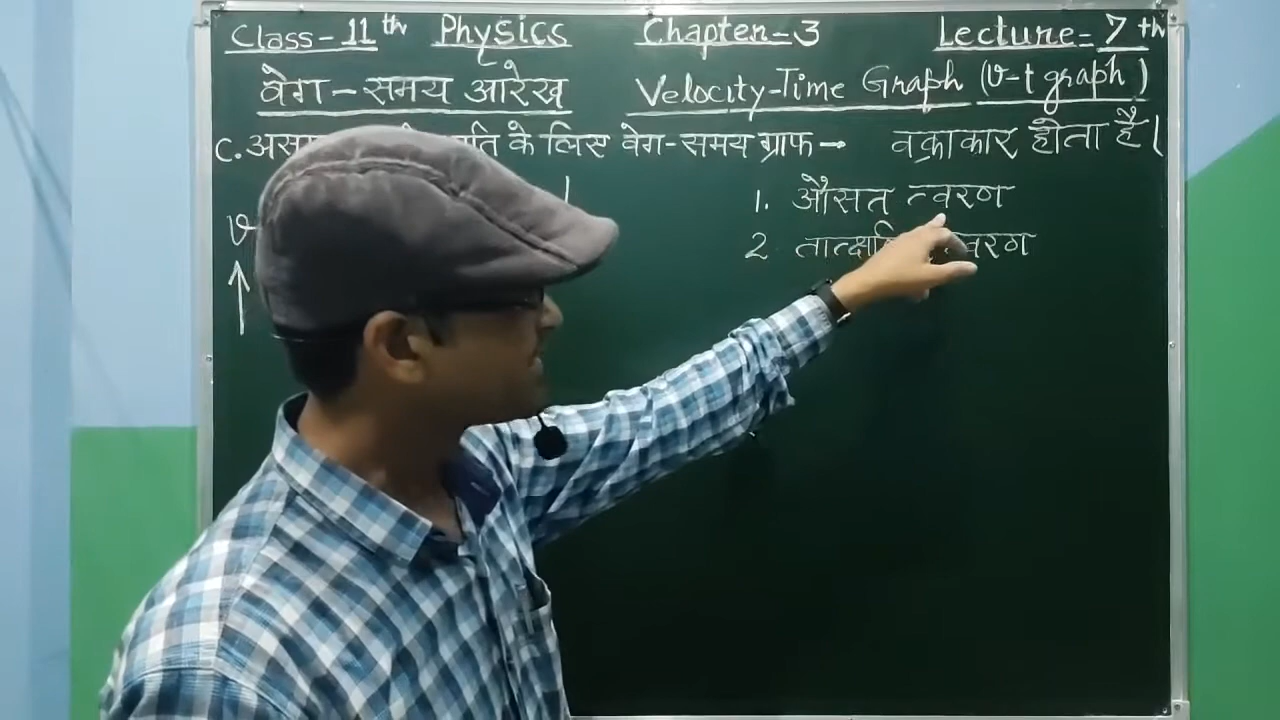 Class-11th Physics Chapter-3 Lecture-7th
वेग-समय आरेख Velocity-Time Graph (v-t graph)
C. के लिए वेग-समय ग्राफ→ वक्राकार होता है।
1. औसत त्वरण
v
2. त्वरण